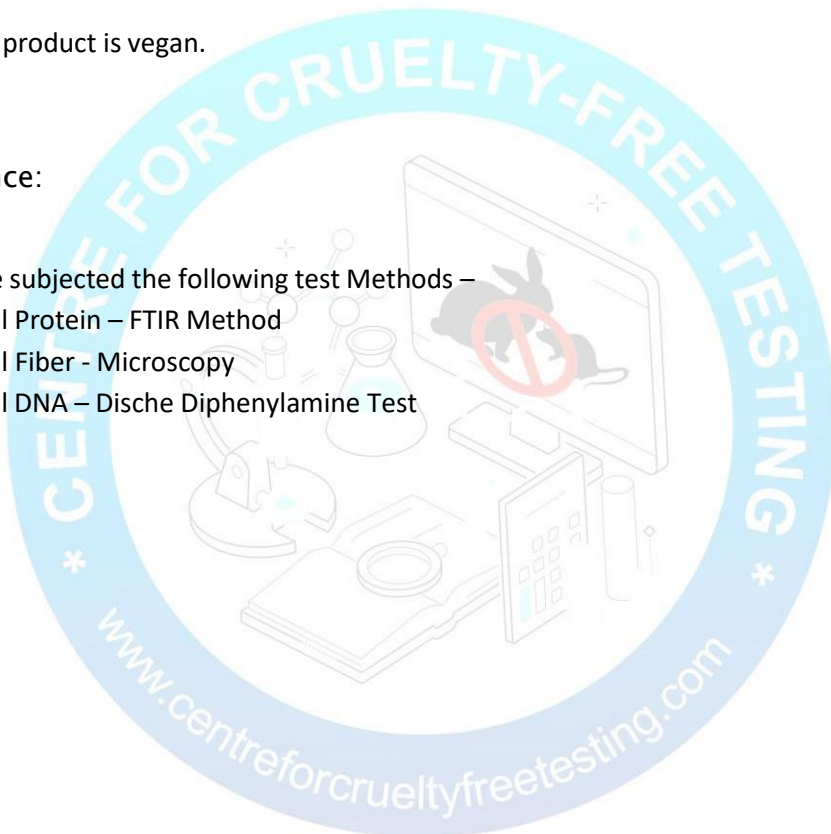 product is vegan.
ce:
subjected the following test Methods –
l Protein – FTIR Method
l Fiber - Microscopy
l DNA – Dische Diphenylamine Test
* CENTRE FOR CRUELTY-FREE TESTING *
www.centreforcrueltyfreetesting.com